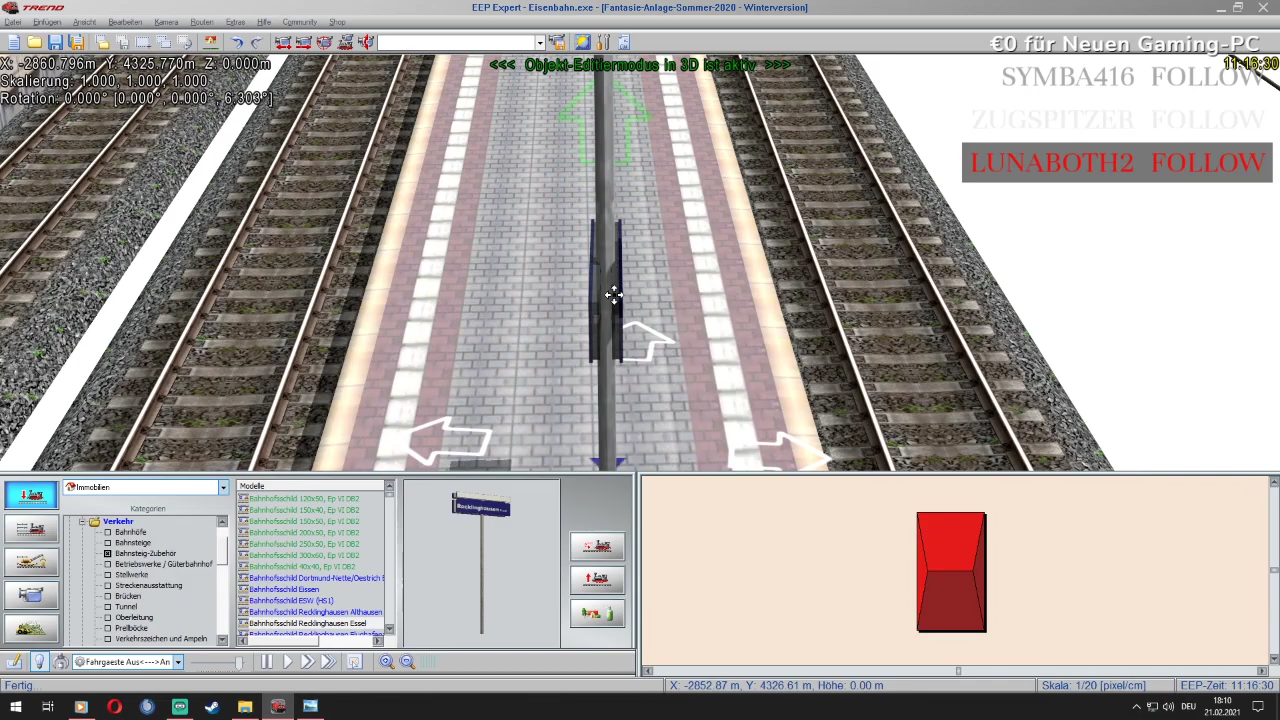 TREND
EEP Expert - Eisenbahn.exe - [Fantasie-Anlage-Sommer-2020 - Winterversion]
Datei Einfügen Ansicht Bearbeiten Kamera Routen Extras Hilfe Community Shop
X: -2860.796m Y: 4325.770m Z: 0.000m
Skalierung: 1.000, 1.000, 1.000
Rotation: 0.000° [0.000°, 0.000°, 6.303°]
<<< Objekt-Editiermodus in 3D ist aktiv >>>
€0 für Neuen Gaming-PC
11:16:30
SYMBA416 FOLLOW
ZUGSPITZER FOLLOW
LUNABOTH2 FOLLOW
Immobilien
Kategorien
Verkehr
Bahnhöfe
Bahnsteige
Bahnsteig-Zubehör
Betriebswerke / Güterbahnhof
Stellwerke
Streckenausstattung
Brücken
Tunnel
Oberleitung
Prellböcke
Verkehrszeichen und Ampeln
Modelle
Bahnhofsschild 120x50, Ep VI DB2
Bahnhofsschild 150x40, Ep VI DB2
Bahnhofsschild 150x50, Ep VI DB2
Bahnhofsschild 200x50, Ep VI DB2
Bahnhofsschild 250x50, Ep VI DB2
Bahnhofsschild 300x60, Ep VI DB2
Bahnhofsschild 40x40, Ep VI DB2
Bahnhofsschild Dortmund-Nette/Oestrich
Bahnhofsschild Eissen
Bahnhofsschild ESW (HS1)
Bahnhofsschild Recklinghausen Althausen
Bahnhofsschild Recklinghausen Essel
Bahnhofsschild Recklinghausen
Recklinghausen
Fahrgaeste Aus<--->An
Fertig...
X: -2852.87 m, Y: 4326.61 m, Höhe: 0.00 m
Skala: 1/20 [pixel/cm]
EEP-Zeit: 11:16:30
DEU
18:10
21.02.2021